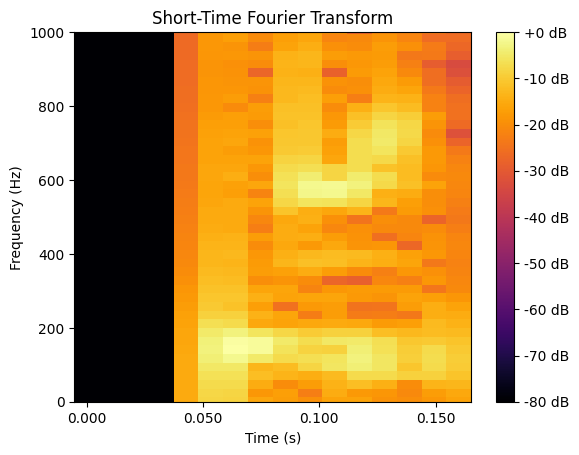 Short-Time Fourier Transform
1000
800
600
400
200
0
Frequency (Hz)
0.000
0.050
0.100
0.150
Time (s)
+0 dB
-10 dB
-20 dB
-30 dB
-40 dB
-50 dB
-60 dB
-70 dB
-80 dB